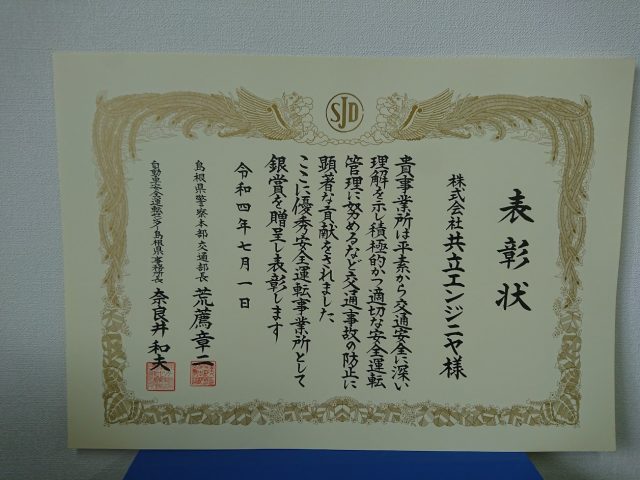 SJD
表彰状
株式会社共立エンジニヤ様
貴事業所は平素から交通安全に深い
理解を示し積極的かつ適切な安全運転
管理に努めるなど交通事故の防止に
顕著な貢献をされました
ここに優秀安全運転事業所として
銀賞を贈呈し表彰します
令和四年七月一日
島根県警察本部交通部長 荒薦章二
自動車安全運転センター島根県事務所長 奈良井和夫